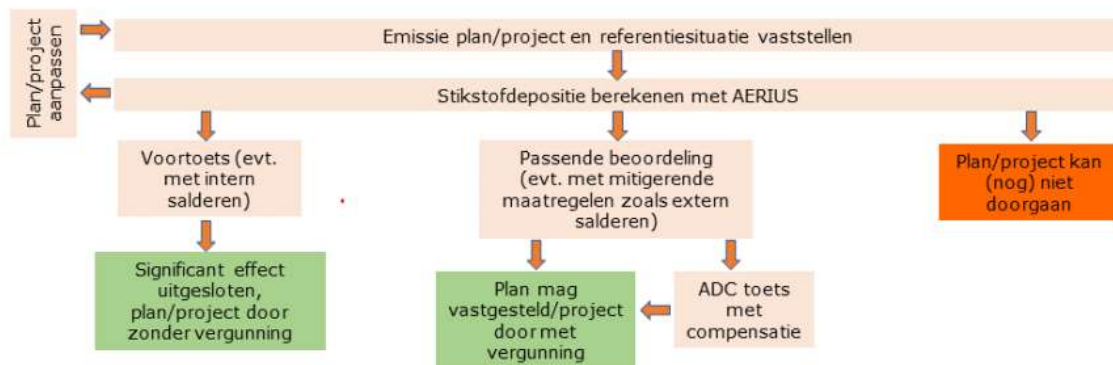 Plan/project
aanpassen
Emissie plan/project en referentiesituatie vaststellen
Stikstofdepositie berekenen met AERIUS
Voortoets (evt.
met intern
salderen)
Passende beoordeling
(evt. met mitigerende
maatregelen zoals extern
salderen)
Plan/project kan
(nog) niet
doorgaan
Significant effect
uitgesloten,
plan/project door
zonder vergunning
Plan mag
vastgesteld/project
door met
vergunning
ADC toets
met
compensatie